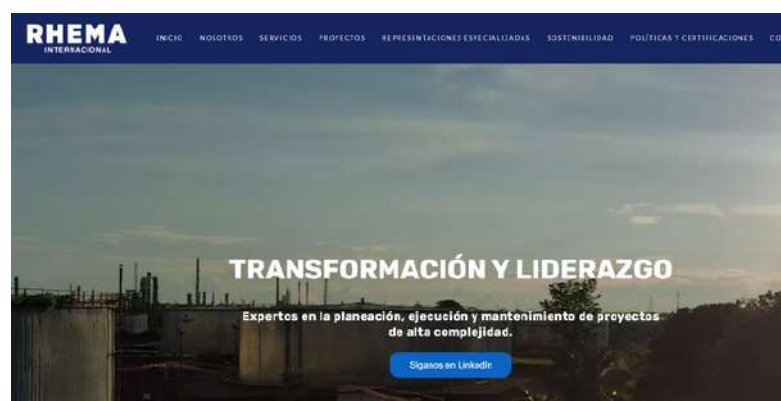 RHEMA
INTERNACIONAL
INICIO NOSOTROS SERVICIOS PROYECTOS REPRESENTACIONES ESPECIALIZADAS SOSTENIBILIDAD POLÍTICAS Y CERTIFICACIONES CO
TRANSFORMACIÓN Y LIDERAZGO
Expertos en la planeación, ejecución y mantenimiento de proyectos
de alta complejidad.
Síganos en LinkedIn